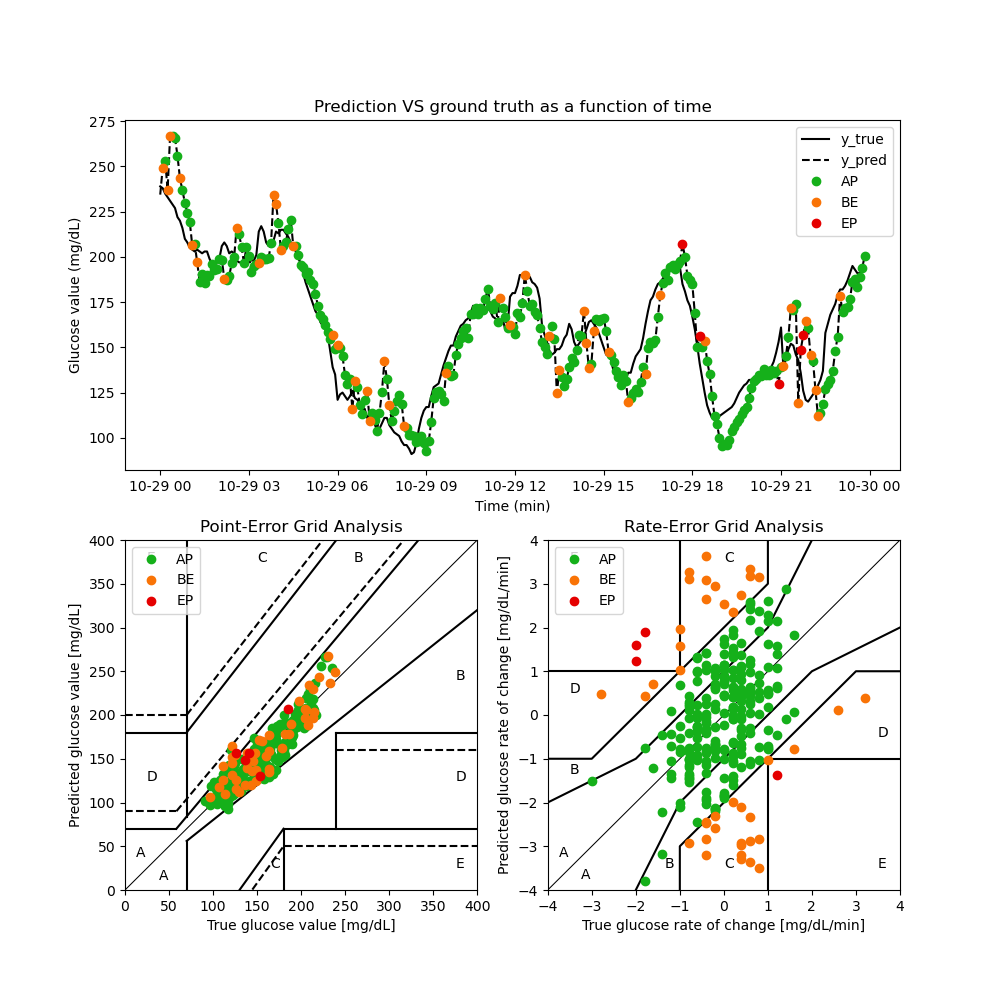 Prediction VS ground truth as a function of time
Glucose value (mg/dL)
275
250
225
200
175
150
125
100
y_true
y_pred
AP
BE
EP
10-29 00 10-29 03 10-29 06 10-29 09 10-29 12 10-29 15 10-29 18 10-29 21 10-30 00
Time (min)
Point-Error Grid Analysis
Predicted glucose value [mg/dL]
400
350
300
250
200
150
100
50
0
AP
BE
EP
C
B
B
D
D
A
A
C
E
0 50 100 150 200 250 300 350 400
True glucose value [mg/dL]
Rate-Error Grid Analysis
Predicted glucose rate of change [mg/dL/min]
4
3
2
1
0
−1
−2
−3
−4
AP
BE
EP
C
D
D
B
A
A
B
C
E
−4 −3 −2 −1 0 1 2 3 4
True glucose rate of change [mg/dL/min]